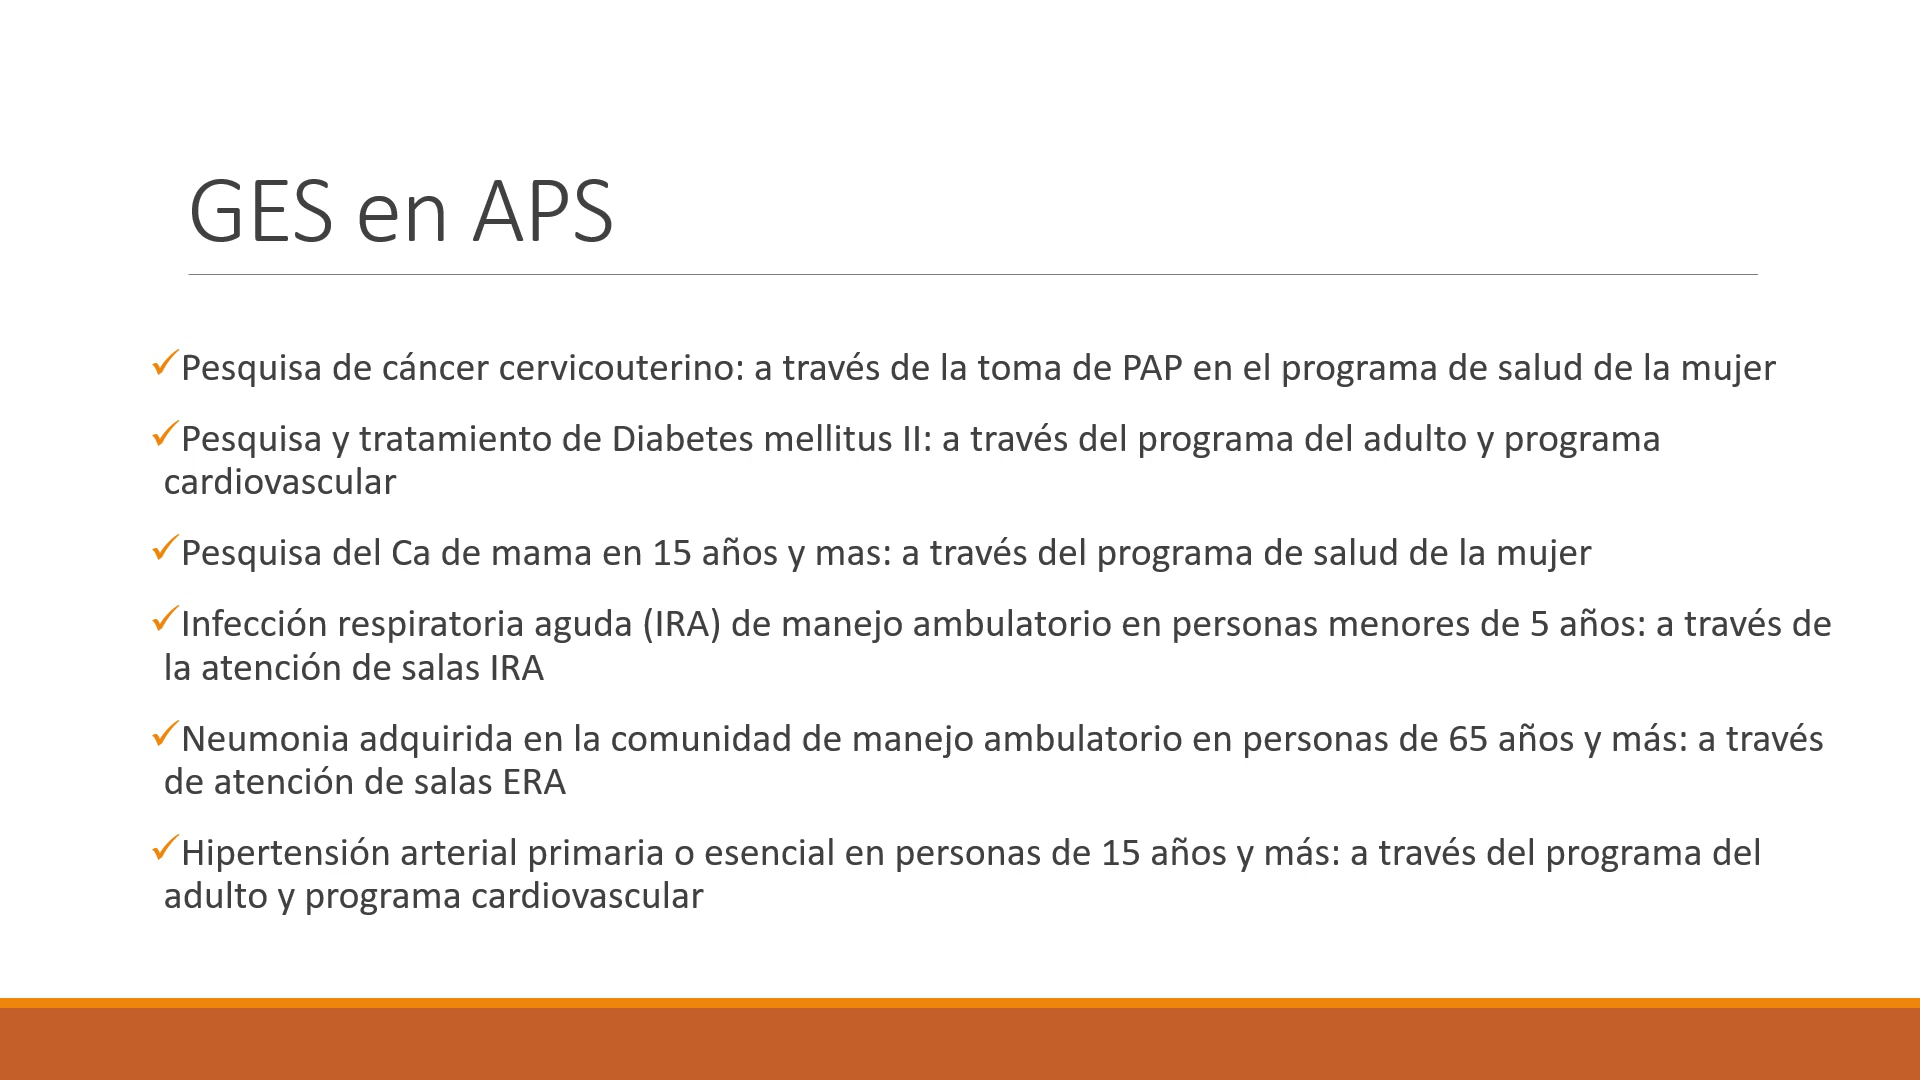 GES en APS
✓Pesquisa de cáncer cervicouterino: a través de la toma de PAP en el programa de salud de la mujer
✓Pesquisa y tratamiento de Diabetes mellitus II: a través del programa del adulto y programa
cardiovascular
✓Pesquisa del Ca de mama en 15 años y mas: a través del programa de salud de la mujer
✓Infección respiratoria aguda (IRA) de manejo ambulatorio en personas menores de 5 años: a través de
la atención de salas IRA
✓Neumonia adquirida en la comunidad de manejo ambulatorio en personas de 65 años y más: a través
de atención de salas ERA
✓Hipertensión arterial primaria o esencial en personas de 15 años y más: a través del programa del
adulto y programa cardiovascular